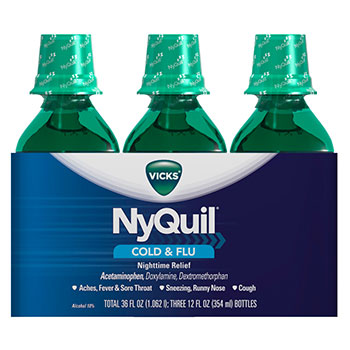 VICKS
NyQuil®
COLD & FLU
Nighttime Relief
Acetaminophen, Doxylamine, Dextromethorphan
• Aches, Fever & Sore Throat • Sneezing, Runny Nose • Cough
Alcohol 10% TOTAL 36 FL OZ (1.062 l); THREE 12 FL OZ (354 ml) BOTTLES